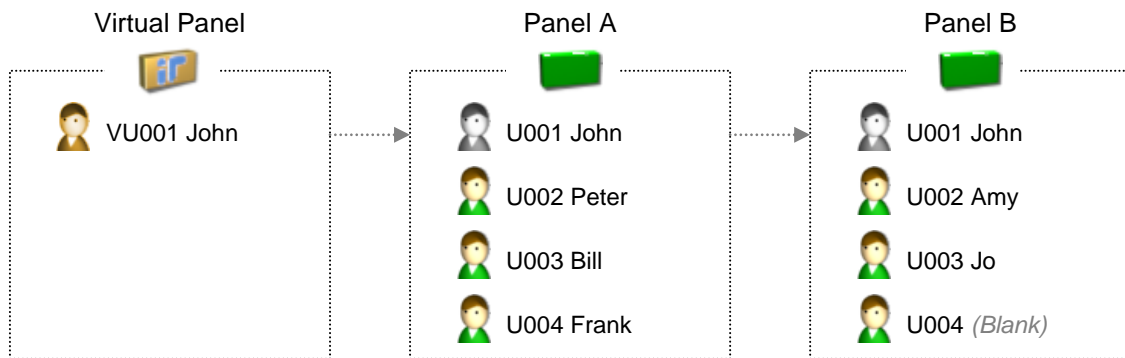 Virtual Panel
Panel A
Panel B
ir
VU001 John
U001 John
U001 John
U002 Peter
U002 Amy
U003 Bill
U003 Jo
U004 Frank
U004 (Blank)